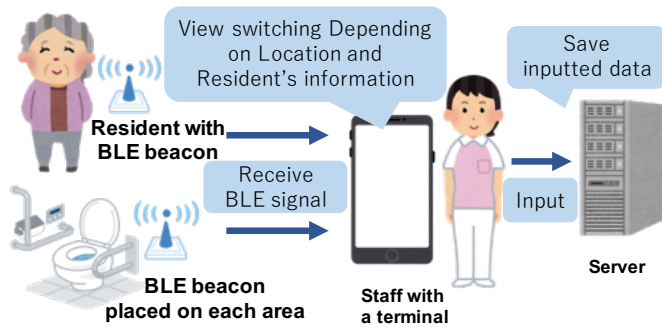 View switching Depending
on Location and
Resident's information
Save
inputted data
Resident with
BLE beacon
Receive
BLE signal
Input
BLE beacon
placed on each area
Staff with
a terminal
Server